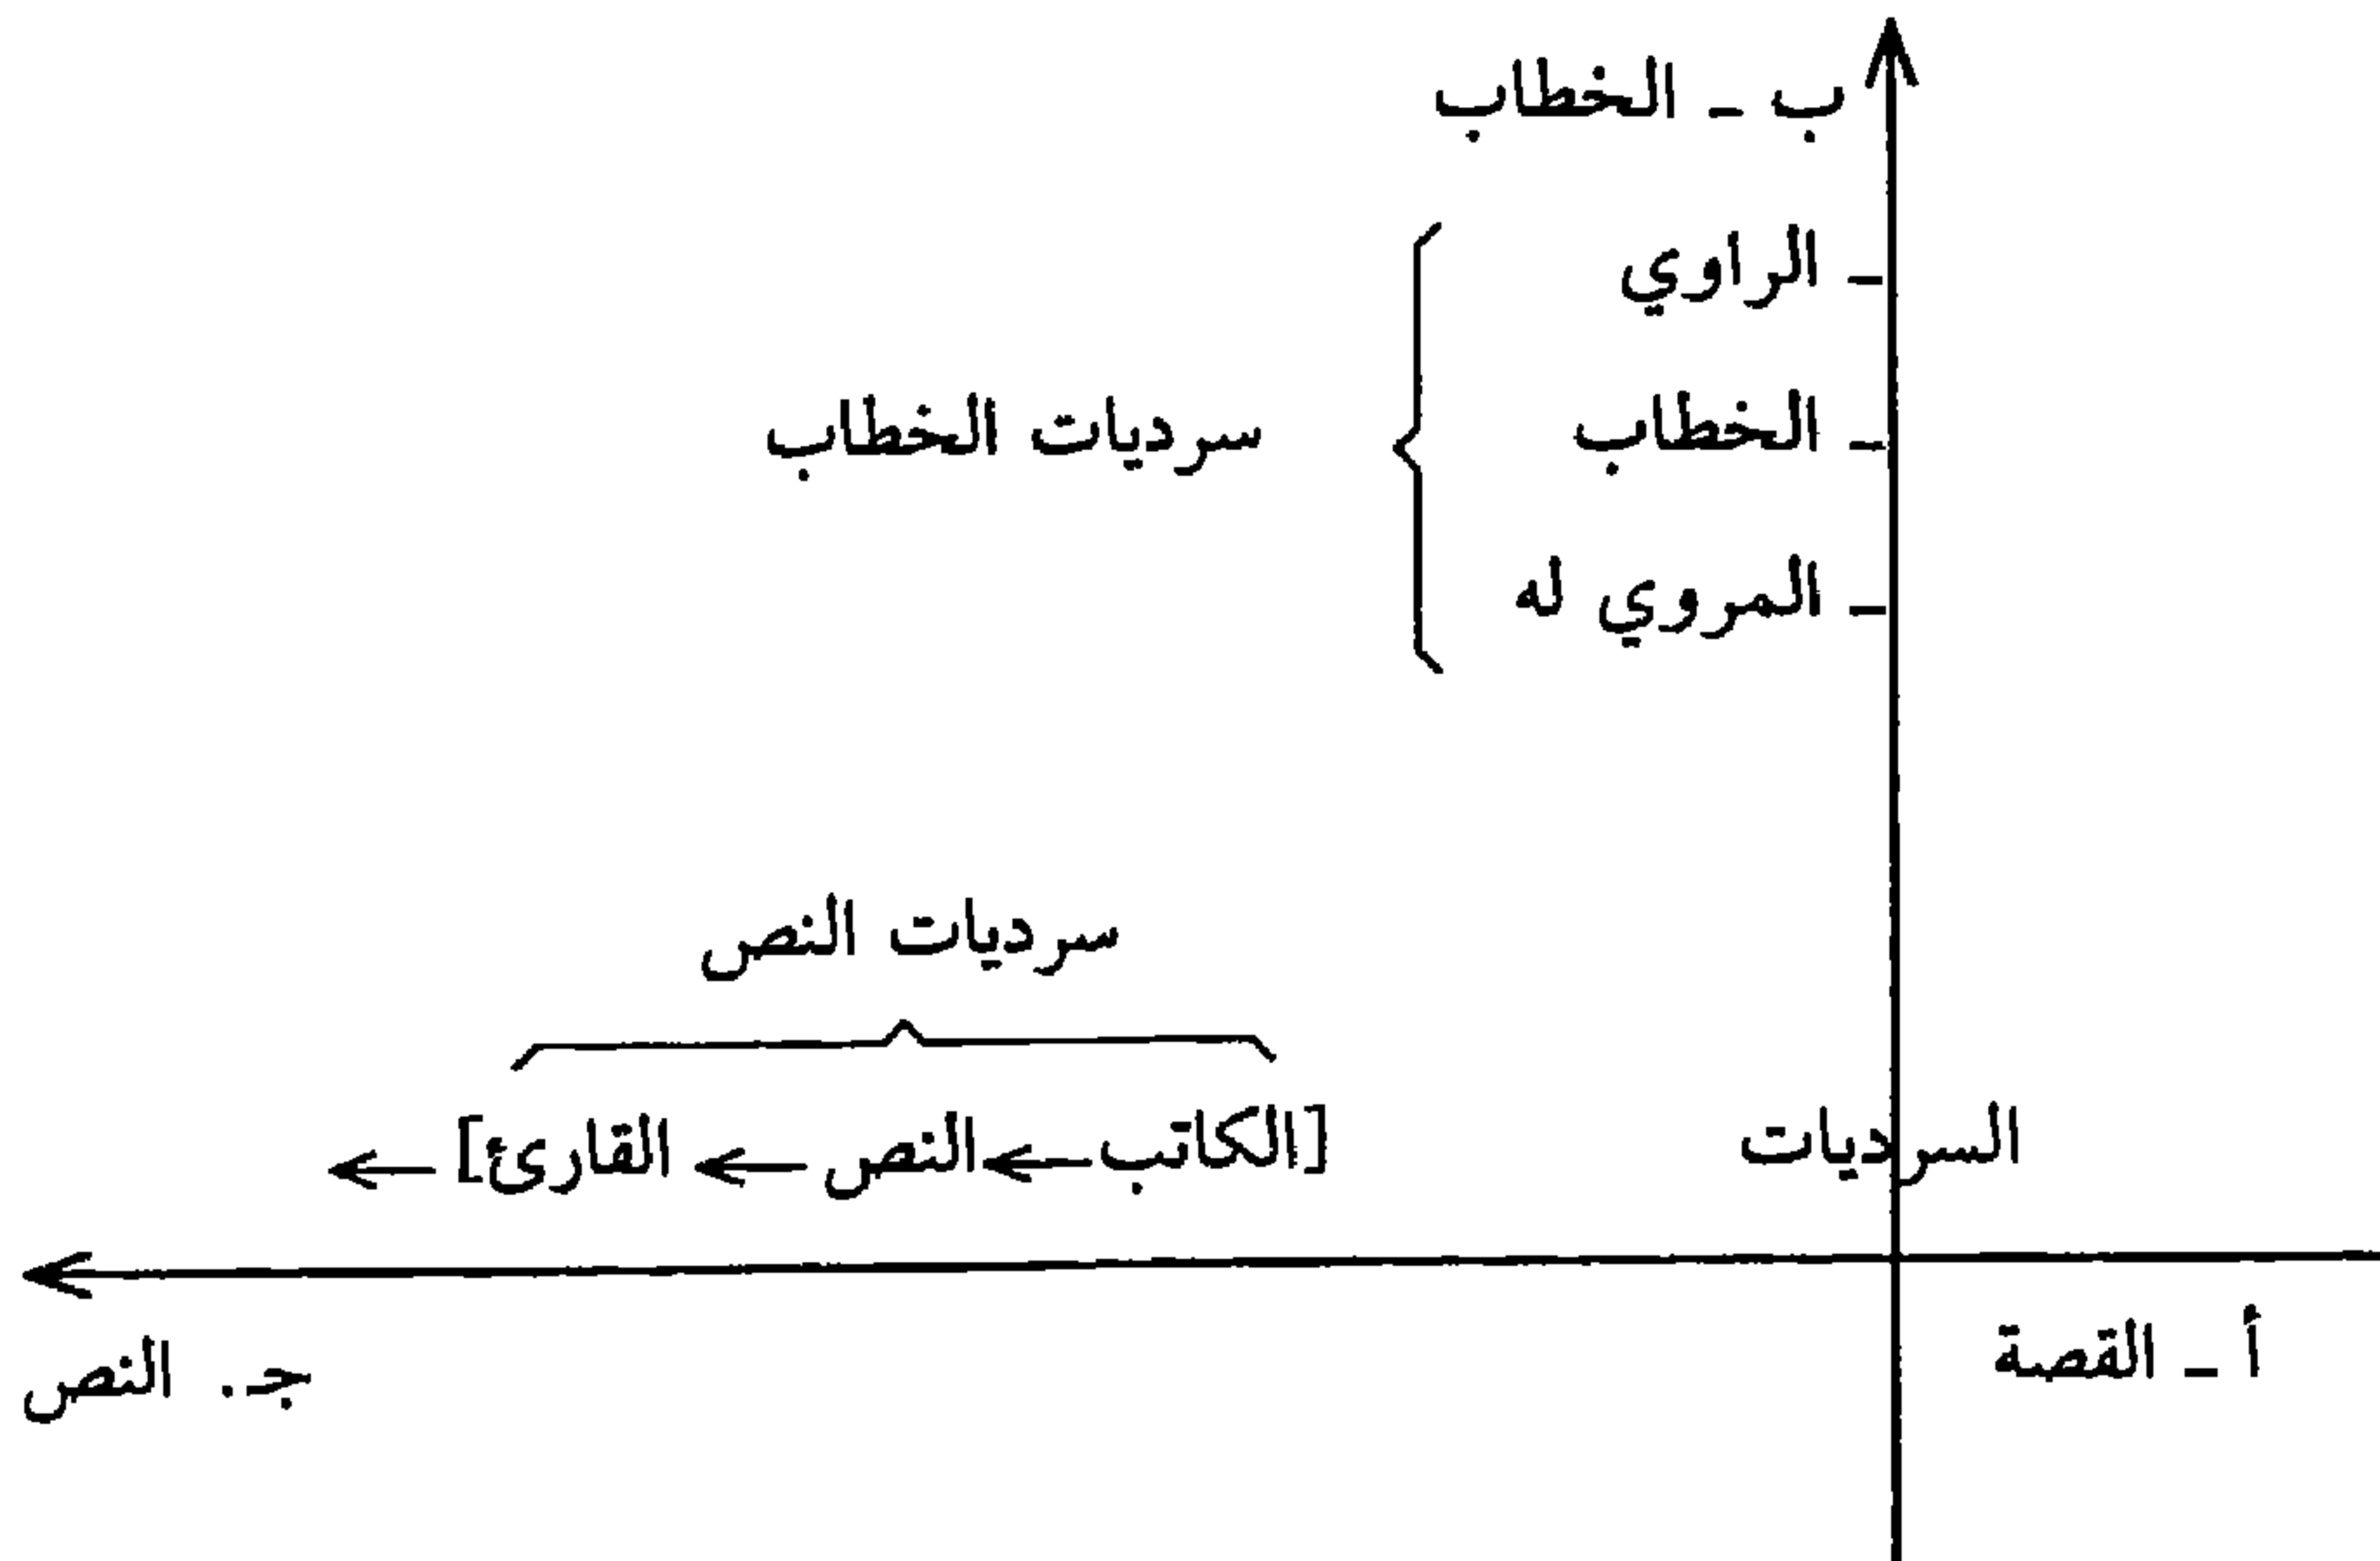 ب - الخطاب
- الراوي
- الخطاب
سرديات الخطاب
- المروي له
سرديات النص
السرديات
[الكاتب ← النص ← القارئ] ←
أ - القصة
جـ. النص